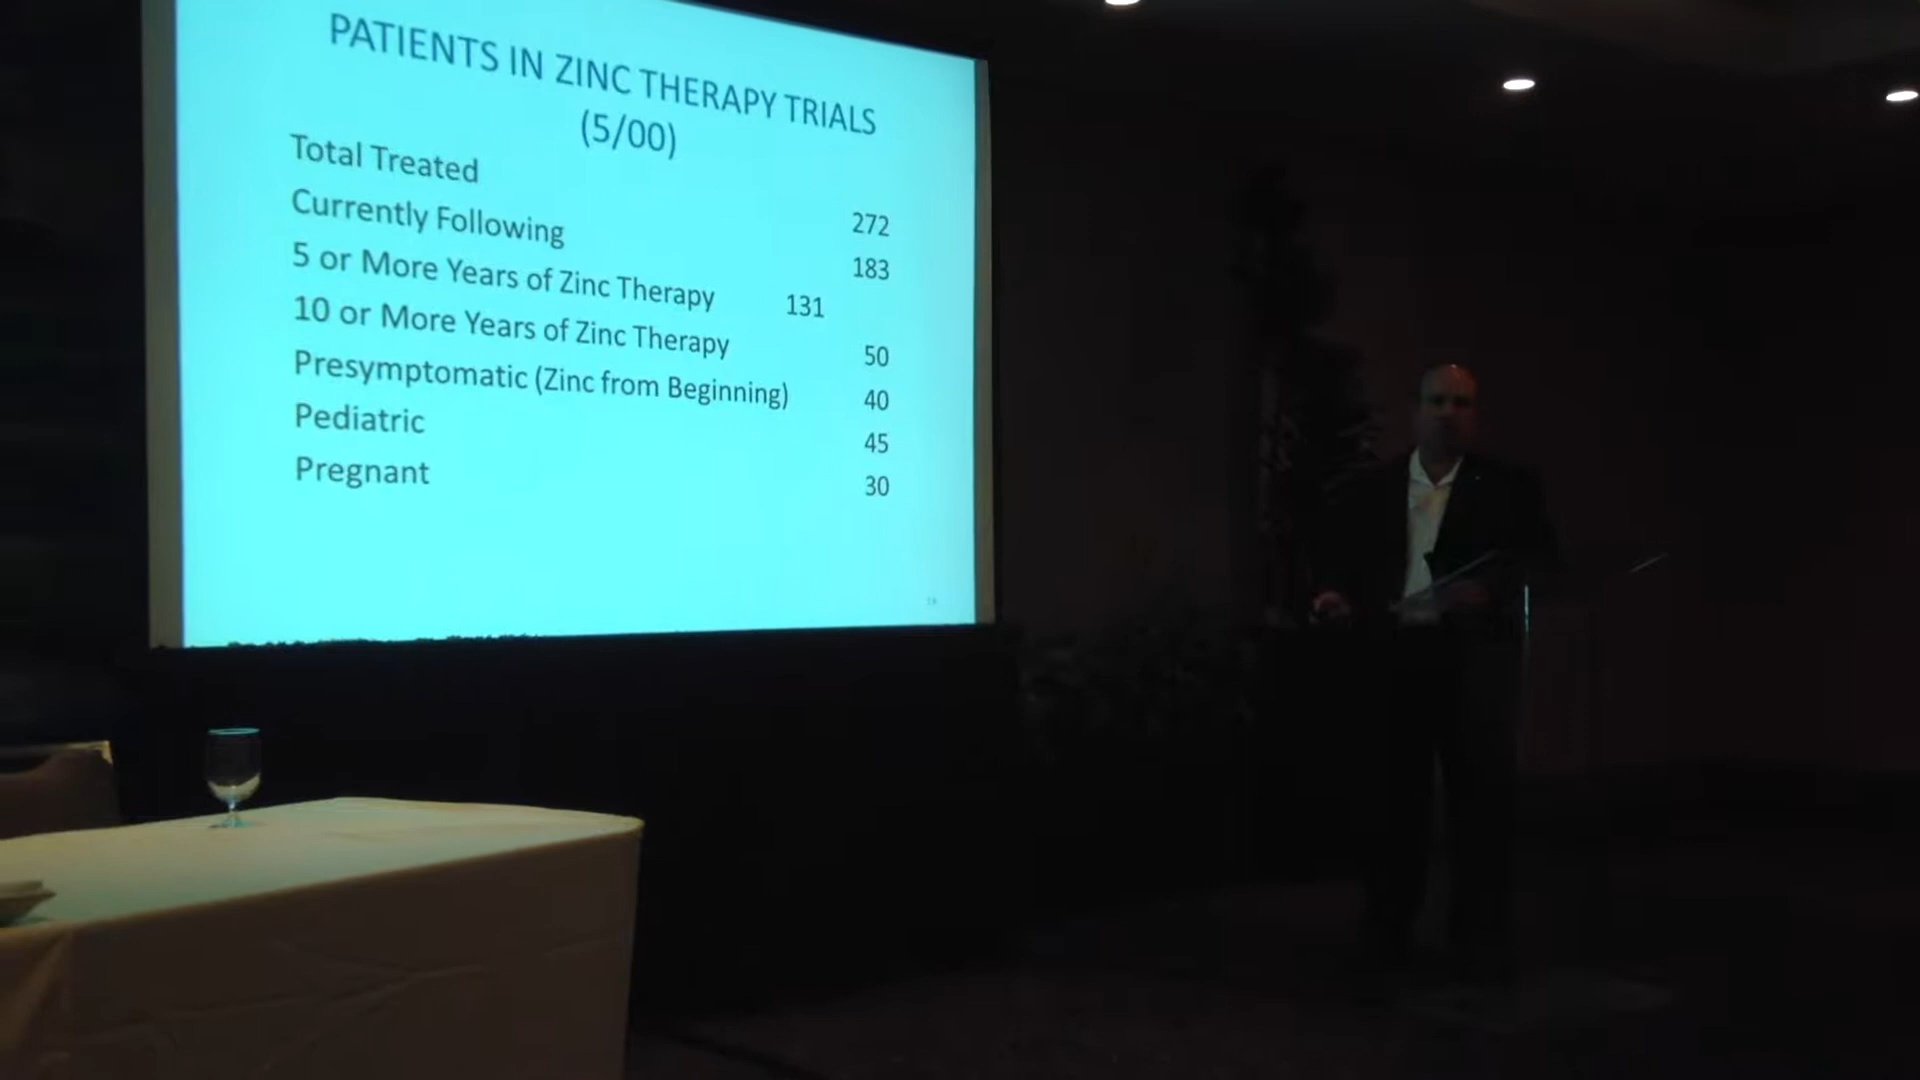 PATIENTS IN ZINC THERAPY TRIALS
(5/00)
Total Treated 272
Currently Following 183
5 or More Years of Zinc Therapy 131
10 or More Years of Zinc Therapy 50
Presymptomatic (Zinc from Beginning) 40
Pediatric 45
Pregnant 30